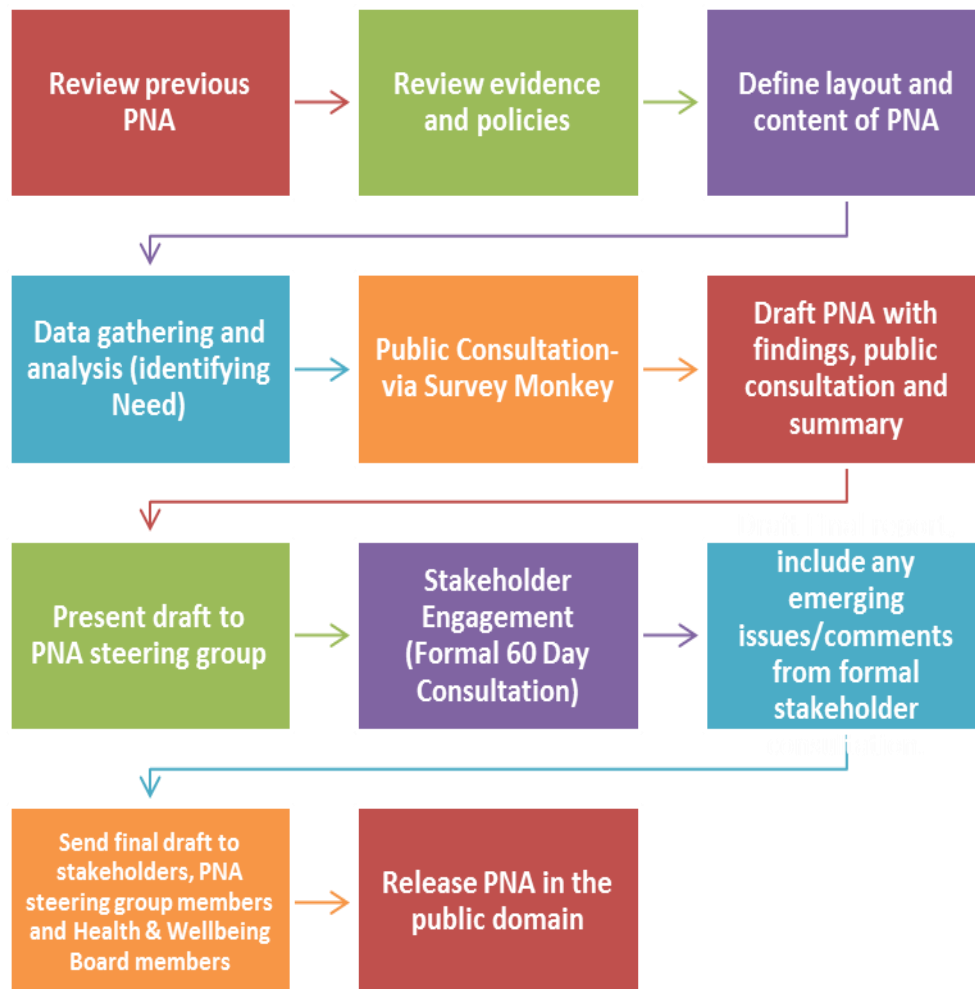 Review previous
PNA
Review evidence
and policies
Define layout and
content of PNA
Data gathering and
analysis (identifying
Need)
Public Consultation-
via Survey Monkey
Draft PNA with
findings, public
consultation and
summary
Present draft to
PNA steering group
Stakeholder
Engagement
(Formal 60 Day
Consultation)
include any
emerging
issues/comments
from formal
stakeholder
Send final draft to
stakeholders, PNA
steering group members
and Health & Wellbeing
Board members
Release PNA in the
public domain